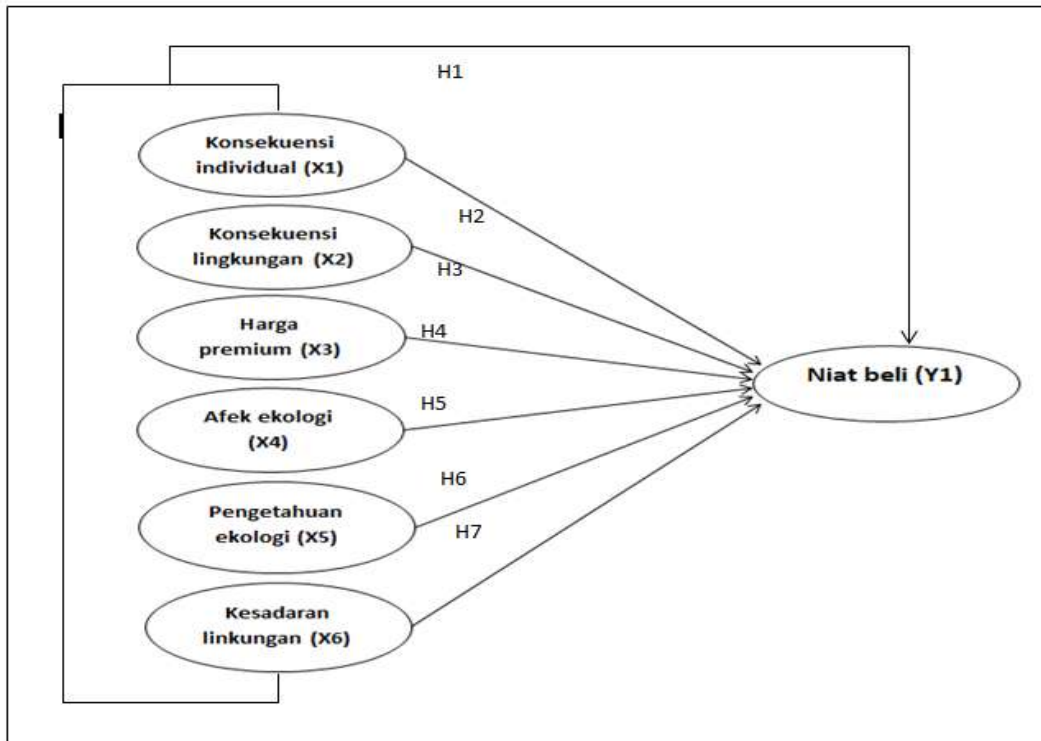 H1
Konsekuensi
individual (X1)
H2
Konsekuensi
lingkungan (X2)
H3
Harga
premium (X3)
H4
Niat beli (Y1)
Afek ekologi
(X4)
H5
Pengetahuan
ekologi (X5)
H6
H7
Kesadaran
linkungan (X6)